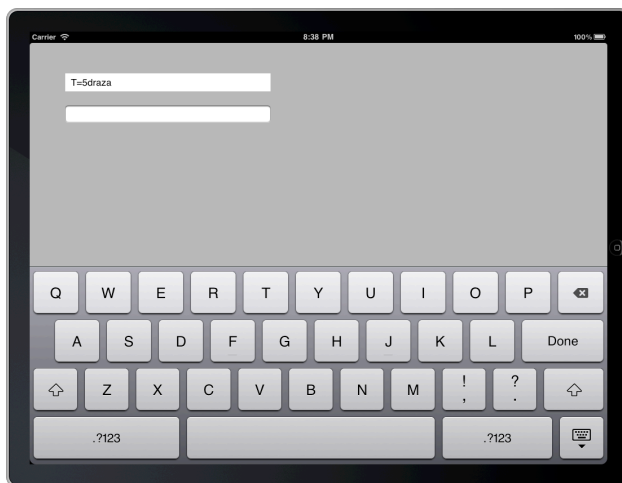 Carrier 8:38 PM 100%
T=5draza
Q W E R T Y U I O P
A S D F G H J K L Done
Z X C V B N M ! , ? .
.?123 .?123